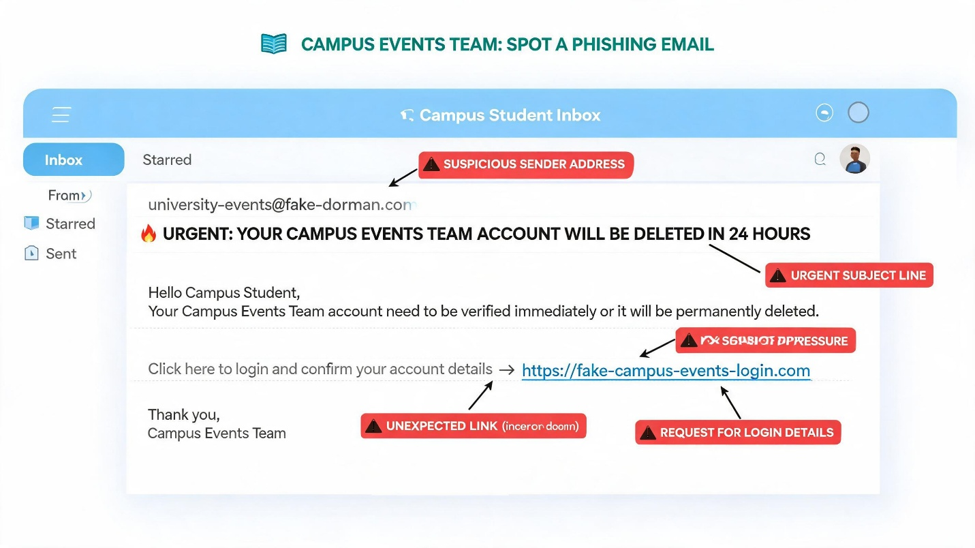 CAMPUS EVENTS TEAM: SPOT A PHISHING EMAIL
Campus Student Inbox
Inbox
Starred
SUSPICIOUS SENDER ADDRESS
From
university-events@fake-dorman.com
Starred
URGENT: YOUR CAMPUS EVENTS TEAM ACCOUNT WILL BE DELETED IN 24 HOURS
Sent
URGENT SUBJECT LINE
Hello Campus Student,
Your Campus Events Team account need to be verified immediately or it will be permanently deleted.
Click here to login and confirm your account details → https://fake-campus-events-login.com
Thank you,
Campus Events Team
UNEXPECTED LINK
REQUEST FOR LOGIN DETAILS